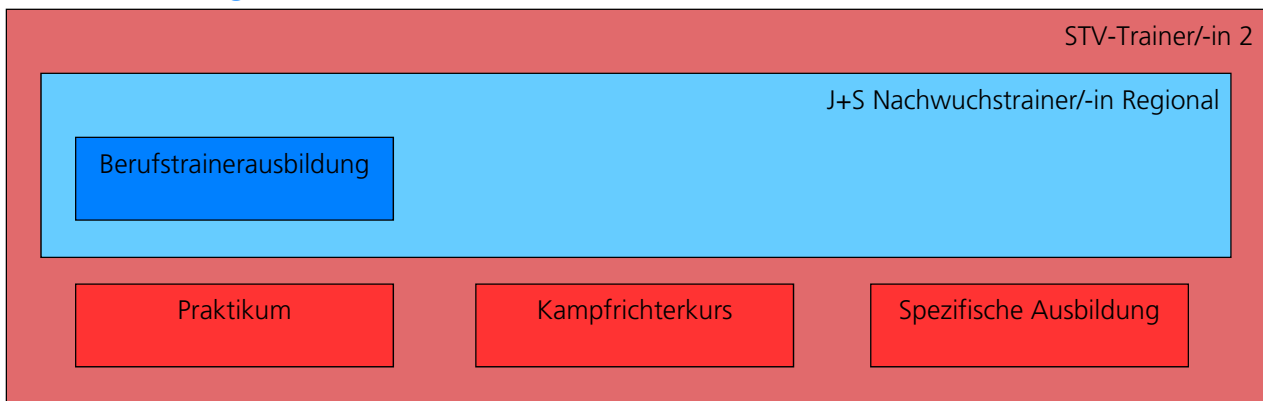 STV-Trainer/-in 2
J+S Nachwuchstrainer/-in Regional
Berufstrainerausbildung
Praktikum
Kampfrichterkurs
Spezifische Ausbildung